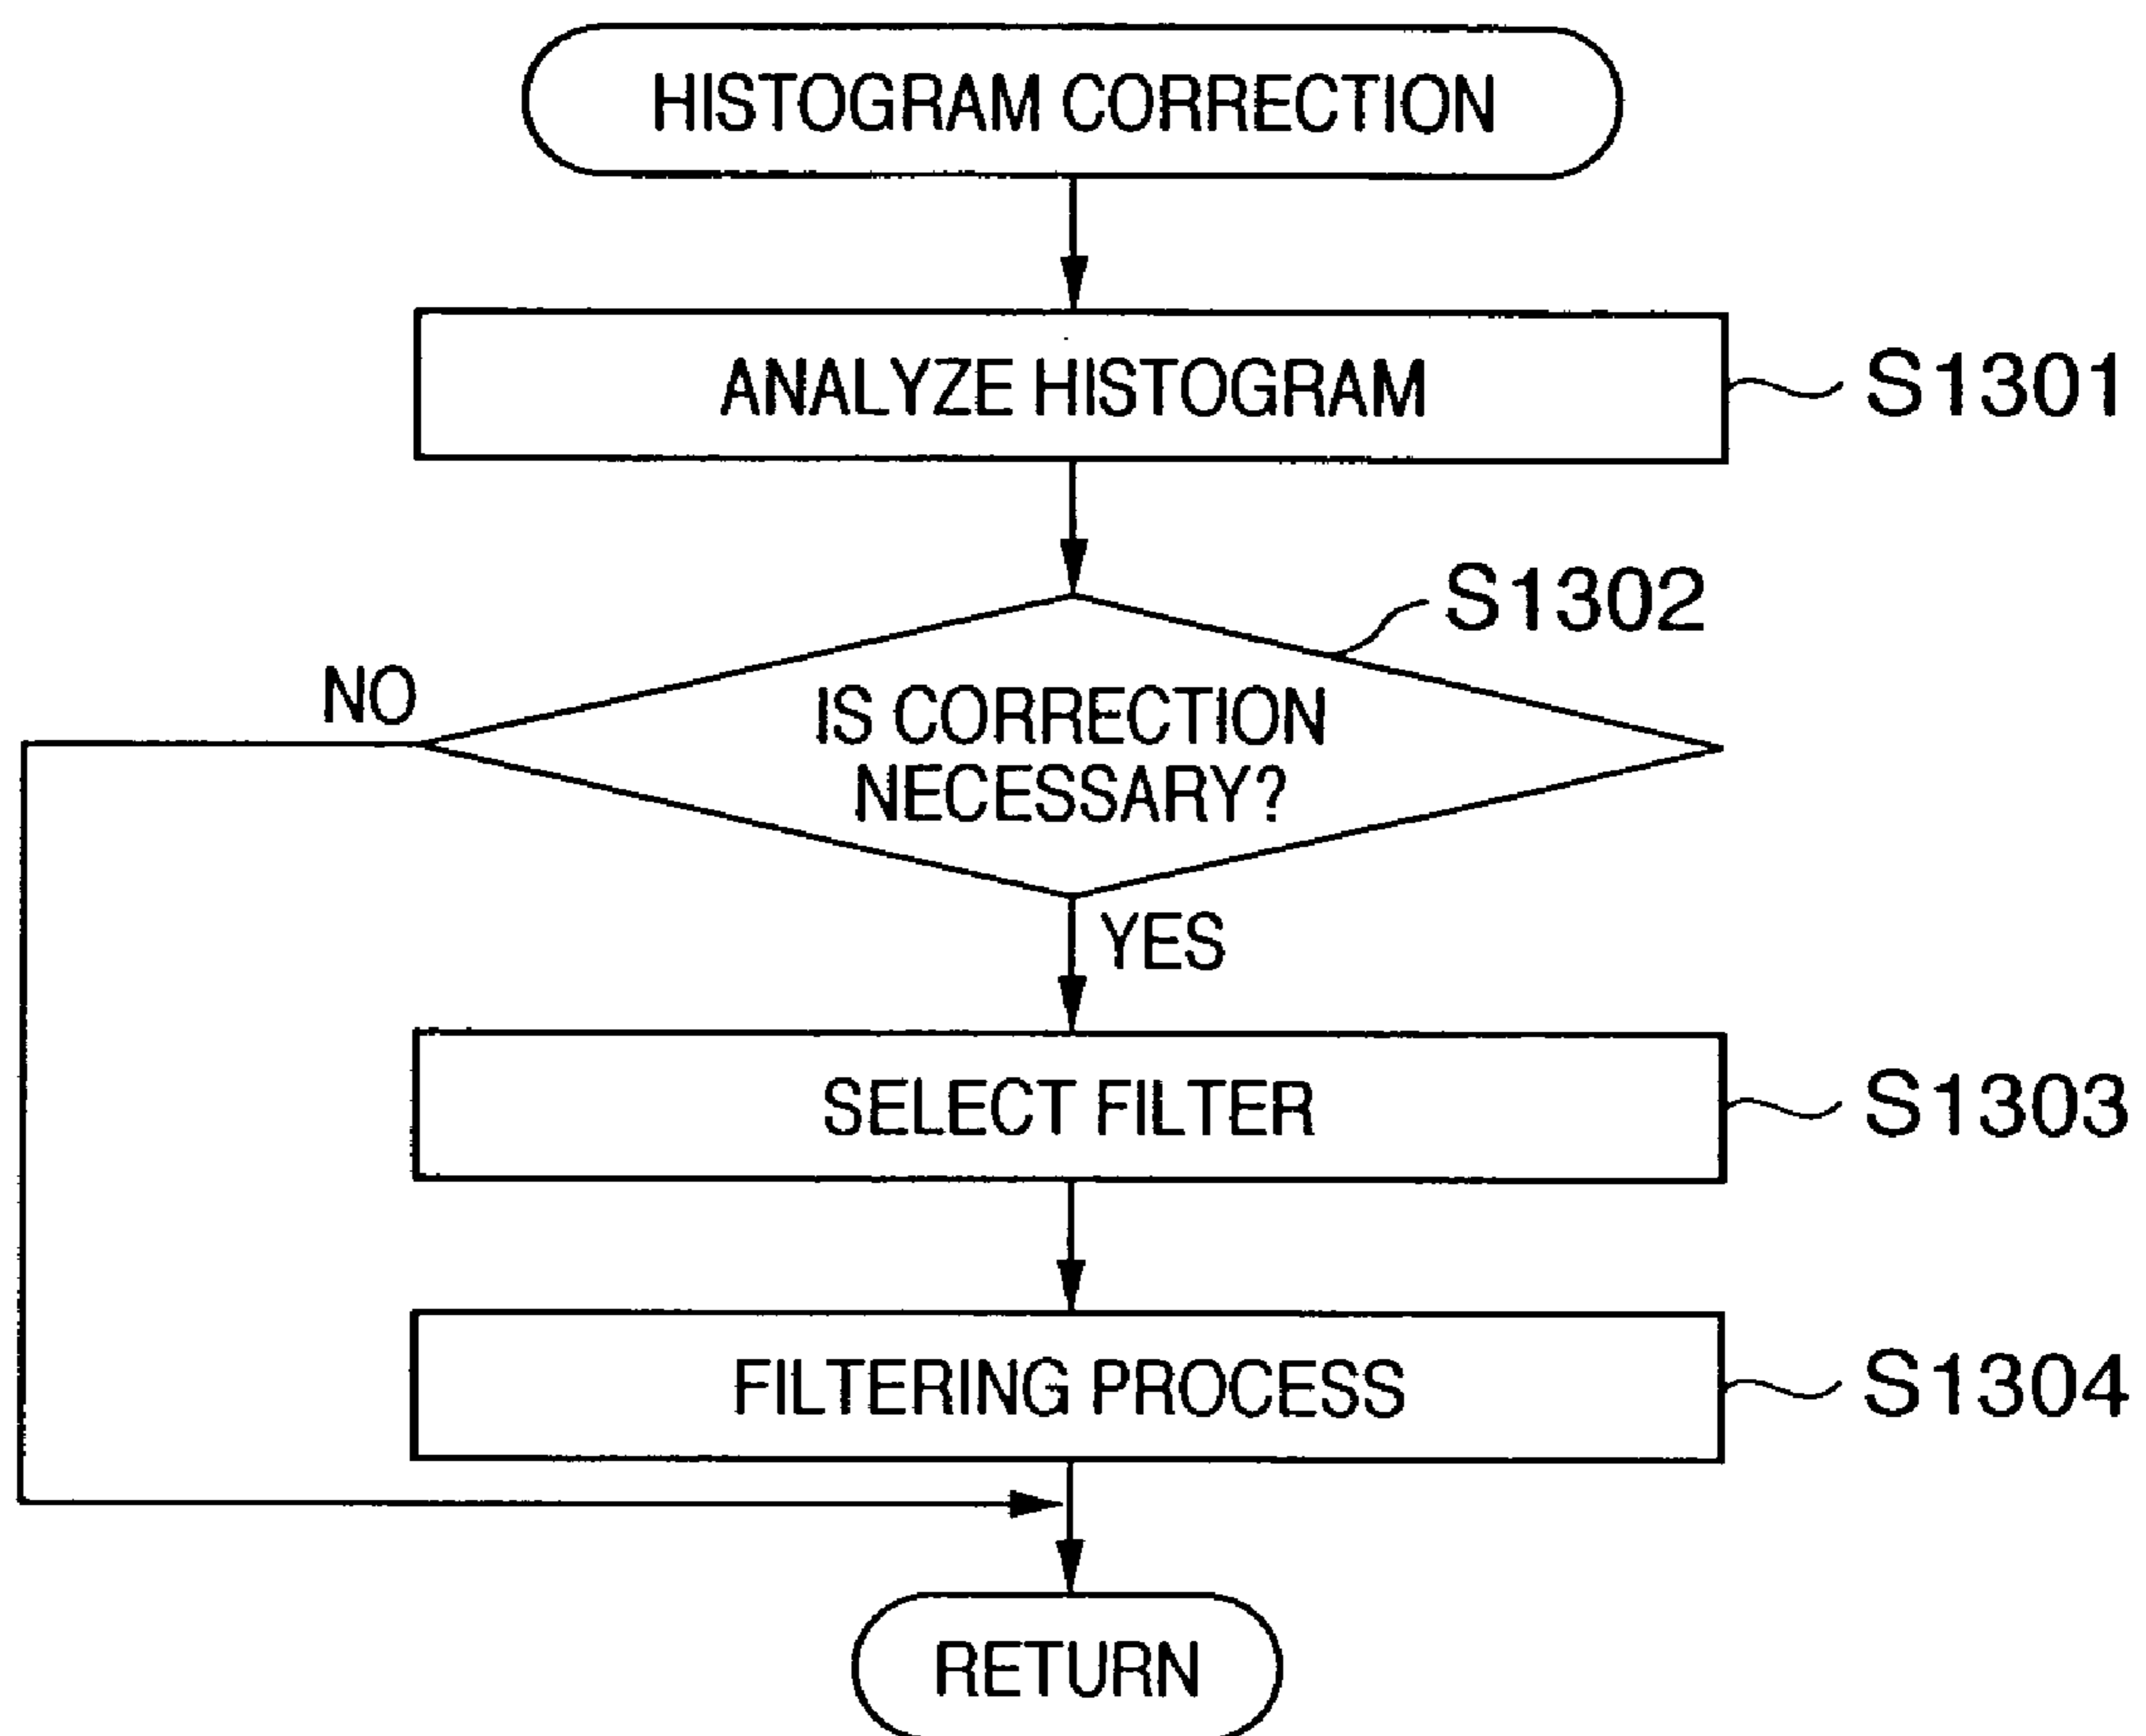 HISTOGRAM CORRECTION
ANALYZE HISTOGRAM
S1301
S1302
NO
IS CORRECTION
NECESSARY?
YES
SELECT FILTER
S1303
FILTERING PROCESS
S1304
RETURN